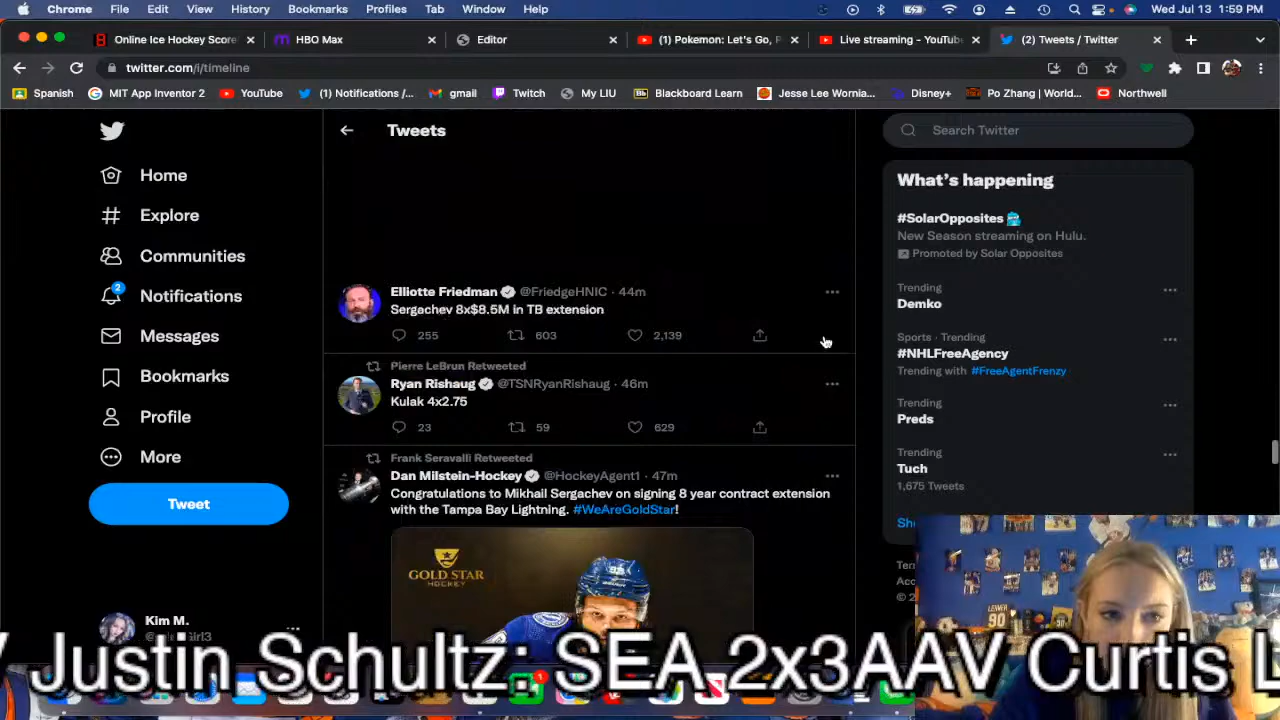 Chrome File Edit View History Bookmarks Profiles Tab Window Help Wed Jul 13 1:59 PM
Online Ice Hockey Score HBO Max Editor (1) Pokemon: Let's Go, P Live streaming - YouTub (2) Tweets / Twitter
twitter.com/i/timeline
Spanish MIT App Inventor 2 YouTube (1) Notifications /... gmail Twitch My LIU Blackboard Learn Jesse Lee Wornia... Disney+ Po Zhang | World... Northwell
Tweets
Search Twitter
Home
Explore
Communities
2
Notifications
Messages
Bookmarks
Profile
More
Tweet
Kim M.
Elliotte Friedman @FriedgeHNIC · 44m
Sergachev 8x$8.5M in TB extension
255 603 2,139
Pierre LeBrun Retweeted
Ryan Rishaug @TSNRyanRishaug · 46m
Kulak 4x2.75
23 59 629
Frank Seravalli Retweeted
Dan Milstein-Hockey @HockeyAgent1 · 47m
Congratulations to Mikhail Sergachev on signing 8 year contract extension
with the Tampa Bay Lightning. #WeAreGoldStar!
GOLD STAR
HOCKEY
What's happening
#SolarOpposites
New Season streaming on Hulu.
Promoted by Solar Opposites
Trending
Demko
Sports · Trending
#NHLFreeAgency
Trending with #FreeAgentFrenzy
Trending
Preds
Trending
Tuch
1,675 Tweets
LEHNER
90
V Justin Schultz: SEA 2x3AAV Curtis L